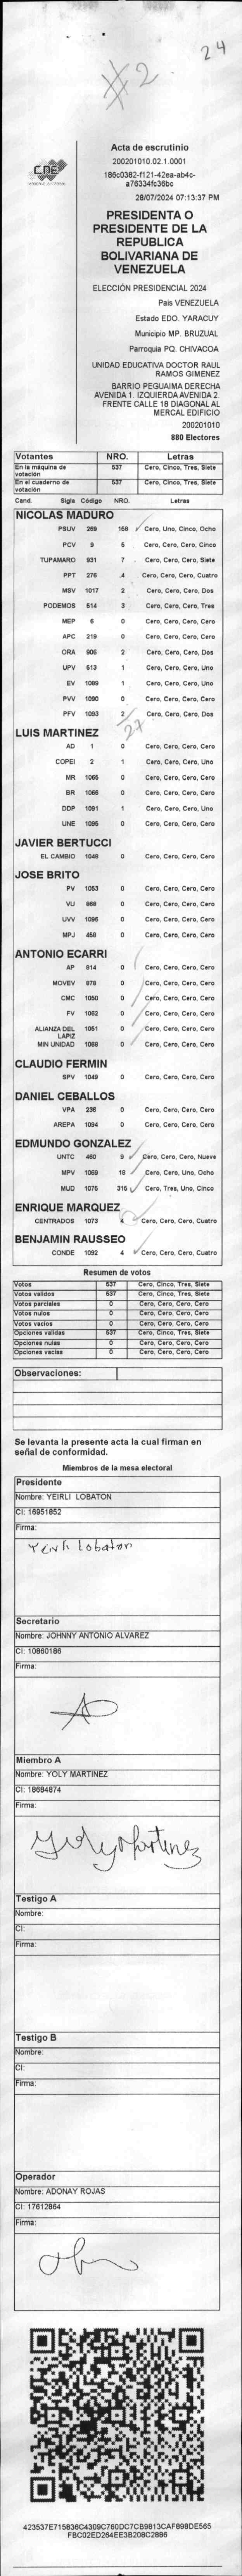 24
#2
CNE
Acta de escrutinio
200201010.02.1.0001
186c0382-f121-42ea-ab4c-
a76334fc36bc
28/07/2024 07:13:37 PM
PRESIDENTA O
PRESIDENTE DE LA
REPUBLICA
BOLIVARIANA DE
VENEZUELA
ELECCIÓN PRESIDENCIAL 2024
Pais VENEZUELA
Estado EDO. YARACUY
Municipio MP. BRUZUAL
Parroquia PQ. CHIVACOA
UNIDAD EDUCATIVA DOCTOR RAUL
RAMOS GIMENEZ
BARRIO PEGUAIMA DERECHA
AVENIDA 1. IZQUIERDA AVENIDA 2.
FRENTE CALLE 18 DIAGONAL AL
MERCAL EDIFICIO
200201010
880 Electores
Votantes NRO. Letras
En la máquina de votación 537 Cero, Cinco, Tres, Siete
En el cuaderno de votación 537 Cero, Cinco, Tres, Siete
Cand. Sigla Código NRO. Letras
NICOLAS MADURO
PSUV 269 158 Cero, Uno, Cinco, Ocho
PCV 9 5 Cero, Cero, Cero, Cinco
TUPAMARO 931 7 Cero, Cero, Cero, Siete
PPT 276 4 Cero, Cero, Cero, Cuatro
MSV 1017 2 Cero, Cero, Cero, Dos
PODEMOS 514 3 Cero, Cero, Cero, Tres
MEP 6 0 Cero, Cero, Cero, Cero
APC 219 0 Cero, Cero, Cero, Cero
ORA 906 2 Cero, Cero, Cero, Dos
UPV 513 1 Cero, Cero, Cero, Uno
EV 1099 1 Cero, Cero, Cero, Uno
PVV 1090 0 Cero, Cero, Cero, Cero
PFV 1093 2 Cero, Cero, Cero, Dos
27
LUIS MARTINEZ
AD 1 0 Cero, Cero, Cero, Cero
COPEI 2 1 Cero, Cero, Cero, Uno
MR 1065 0 Cero, Cero, Cero, Cero
BR 1086 0 Cero, Cero, Cero, Cero
DDP 1091 1 Cero, Cero, Cero, Uno
UNE 1095 0 Cero, Cero, Cero, Cero
JAVIER BERTUCCI
EL CAMBIO 1048 0 Cero, Cero, Cero, Cero
JOSE BRITO
PV 1053 0 Cero, Cero, Cero, Cero
VU 868 0 Cero, Cero, Cero, Cero
UVV 1096 0 Cero, Cero, Cero, Cero
MPJ 458 0 Cero, Cero, Cero, Cero
ANTONIO ECARRI
AP 814 0 Cero, Cero, Cero, Cero
MOVEV 878 0 Cero, Cero, Cero, Cero
CMC 1050 0 Cero, Cero, Cero, Cero
FV 1062 0 Cero, Cero, Cero, Cero
ALIANZA DEL LAPIZ 1051 0 Cero, Cero, Cero, Cero
MIN UNIDAD 1088 0 Cero, Cero, Cero, Cero
CLAUDIO FERMIN
SPV 1049 0 Cero, Cero, Cero, Cero
DANIEL CEBALLOS
VPA 236 0 Cero, Cero, Cero, Cero
AREPA 1094 0 Cero, Cero, Cero, Cero
EDMUNDO GONZALEZ
UNTC 460 9 Cero, Cero, Cero, Nueve
MPV 1069 18 Cero, Cero, Uno, Ocho
MUD 1075 315 Cero, Tres, Uno, Cinco
ENRIQUE MARQUEZ
CENTRADOS 1073 4 Cero, Cero, Cero, Cuatro
BENJAMIN RAUSSEO
CONDE 1092 4 Cero, Cero, Cero, Cuatro
Resumen de votos
Votos 537 Cero, Cinco, Tres, Siete
Votos validos 537 Cero, Cinco, Tres, Siete
Votos parciales 0 Cero, Cero, Cero, Cero
Votos nulos 0 Cero, Cero, Cero, Cero
Votos vacios 0 Cero, Cero, Cero, Cero
Opciones validas 537 Cero, Cinco, Tres, Siete
Opciones nulas 0 Cero, Cero, Cero, Cero
Opciones vacias 0 Cero, Cero, Cero, Cero
Observaciones:
Se levanta la presente acta la cual firman en
señal de conformidad.
Miembros de la mesa electoral
Presidente
Nombre: YEIRLI LOBATON
CI: 16951852
Firma:
Yeirli Lobaton
Secretario
Nombre: JOHNNY ANTONIO ALVAREZ
CI: 10860186
Firma:
Miembro A
Nombre: YOLY MARTINEZ
CI: 18684874
Firma:
Yoly Martinez
Testigo A
Nombre:
CI:
Firma:
Testigo B
Nombre:
CI:
Firma:
Operador
Nombre: ADONAY ROJAS
CI: 17612864
Firma:
423537E715836C4309C760DC7CB9813CAF898DE565
FBC02ED264EE3B208C2886